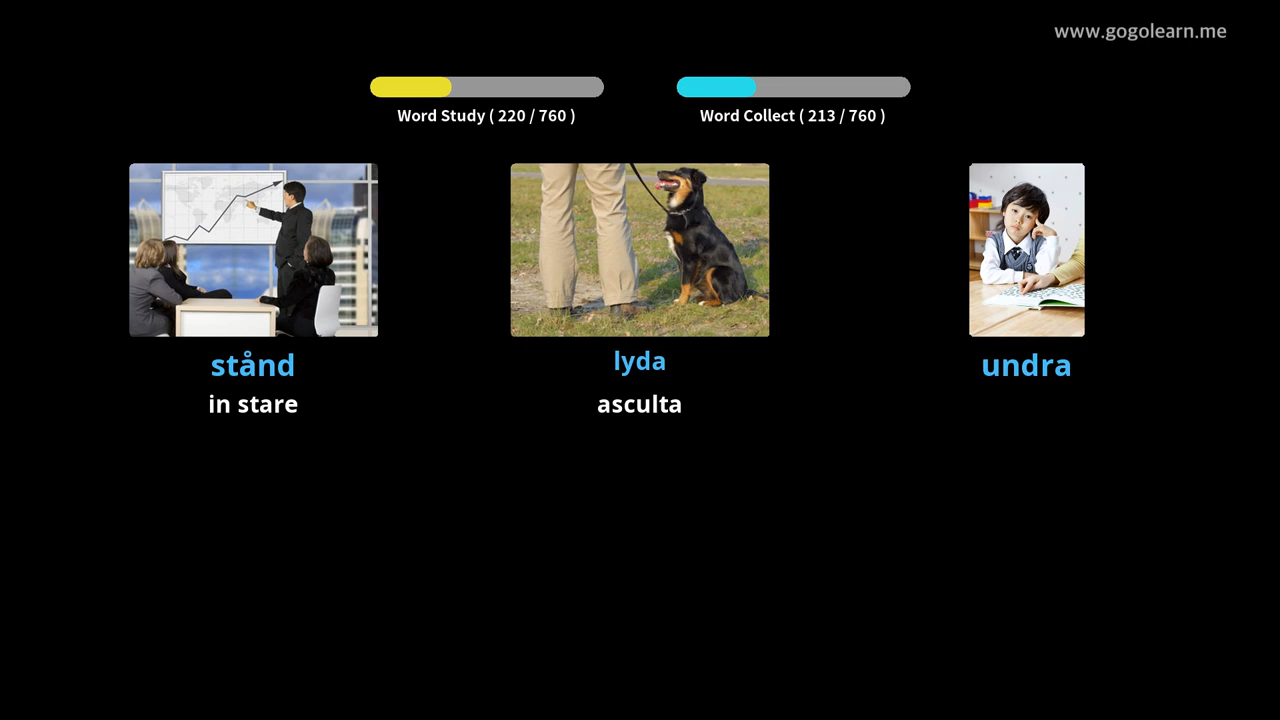 www.gogolearn.me
Word Study ( 220 / 760 )
Word Collect ( 213 / 760 )
stånd
lyda
undra
in stare
asculta